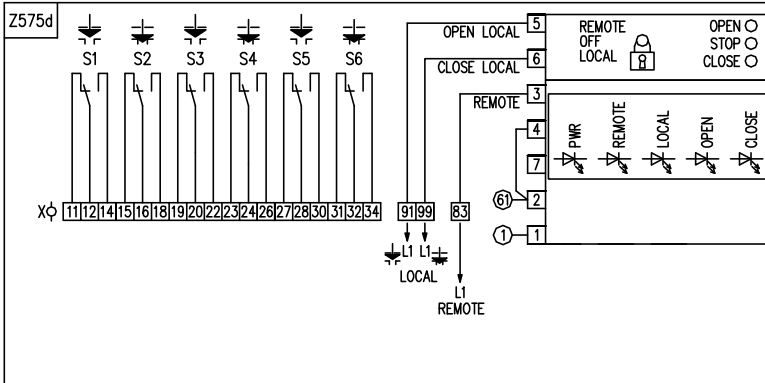 Z575d
S1 S2 S3 S4 S5 S6
OPEN LOCAL 5
CLOSE LOCAL 6
REMOTE 3
4
7
61 2
1 1
REMOTE
OFF
LOCAL
OPEN
STOP
CLOSE
PWR
REMOTE
LOCAL
OPEN
CLOSE
X 11 12 14 15 16 18 19 20 22 23 24 26 27 28 30 31 32 34 91 99 83
L1 L1
LOCAL
L1
REMOTE